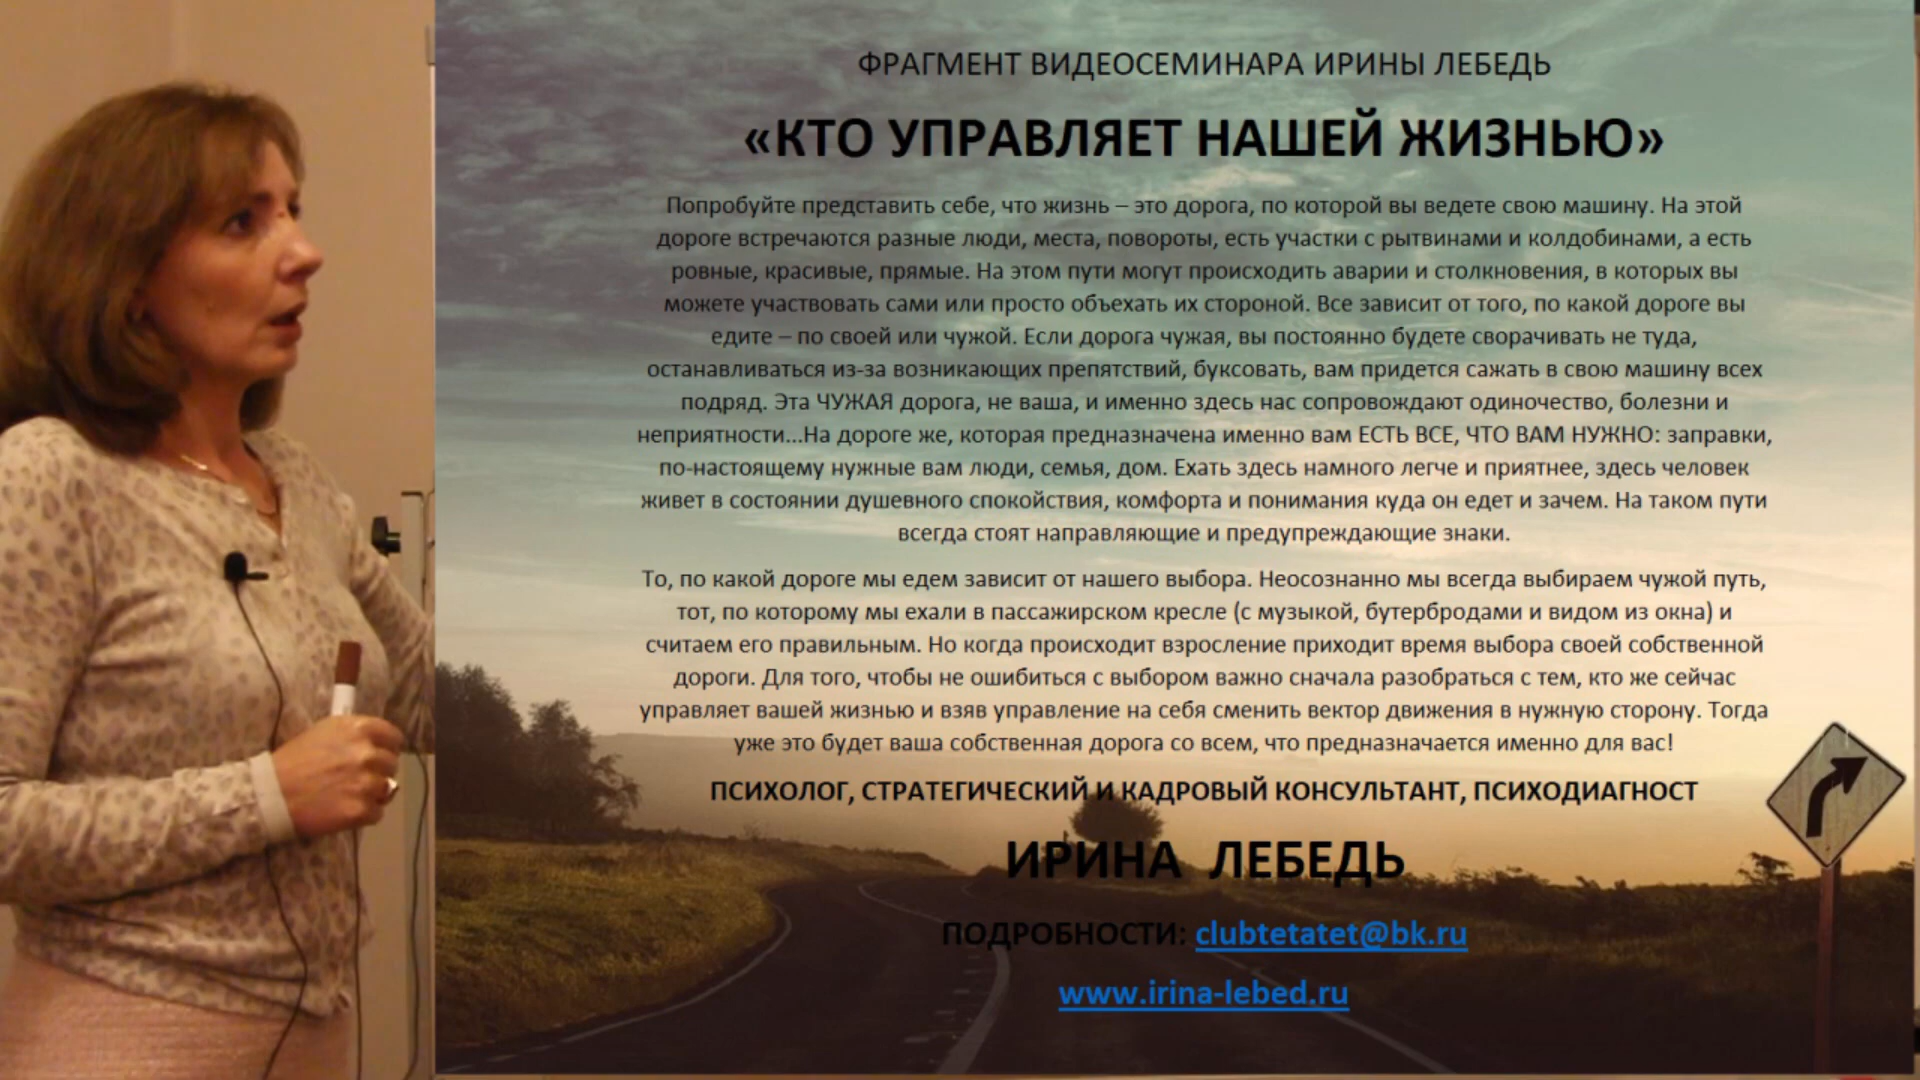 ФРАГМЕНТ ВИДЕОСЕМИНАРА ИРИНЫ ЛЕБЕДЬ
«КТО УПРАВЛЯЕТ НАШЕЙ ЖИЗНЬЮ»
Попробуйте представить себе, что жизнь – это дорога, по которой вы ведете свою машину. На этой
дороге встречаются разные люди, места, повороты, есть участки с рытвинами и колдобинами, а есть
ровные, красивые, прямые. На этом пути могут происходить аварии и столкновения, в которых вы
можете участвовать сами или просто объехать их стороной. Все зависит от того, по какой дороге вы
едите – по своей или чужой. Если дорога чужая, вы постоянно будете сворачивать не туда,
останавливаться из-за возникающих препятствий, буксовать, вам придется сажать в свою машину всех
подряд. Эта ЧУЖАЯ дорога, не ваша, и именно здесь нас сопровождают одиночество, болезни и
неприятности...На дороге же, которая предназначена именно вам ЕСТЬ ВСЕ, ЧТО ВАМ НУЖНО: заправки,
по-настоящему нужные вам люди, семья, дом. Ехать здесь намного легче и приятнее, здесь человек
живет в состоянии душевного спокойствия, комфорта и понимания куда он едет и зачем. На таком пути
всегда стоят направляющие и предупреждающие знаки.
То, по какой дороге мы едем зависит от нашего выбора. Неосознанно мы всегда выбираем чужой путь,
тот, по которому мы ехали в пассажирском кресле (с музыкой, бутербродами и видом из окна) и
считаем его правильным. Но когда происходит взросление приходит время выбора своей собственной
дороги. Для того, чтобы не ошибиться с выбором важно сначала разобраться с тем, кто же сейчас
управляет вашей жизнью и взяв управление на себя сменить вектор движения в нужную сторону. Тогда
уже это будет ваша собственная дорога со всем, что предназначается именно для вас!
ПСИХОЛОГ, СТРАТЕГИЧЕСКИЙ И КАДРОВЫЙ КОНСУЛЬТАНТ, ПСИХОДИАГНОСТ
ИРИНА ЛЕБЕДЬ
ПОДРОБНОСТИ: clubtetatet@bk.ru
www.irina-lebed.ru